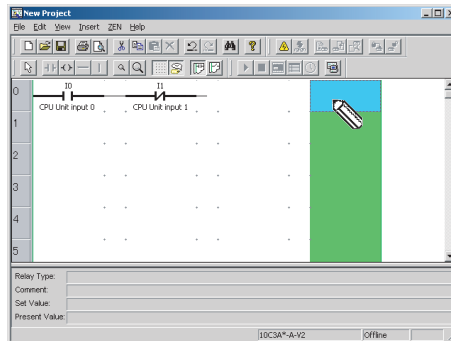 New Project
File Edit View Insert ZEN Help
0
I0 I1
CPU Unit input 0 CPU Unit input 1
1
2
3
4
5
Relay Type:
Comment:
Set Value:
Present Value:
10C3A*-A-V2 Offline